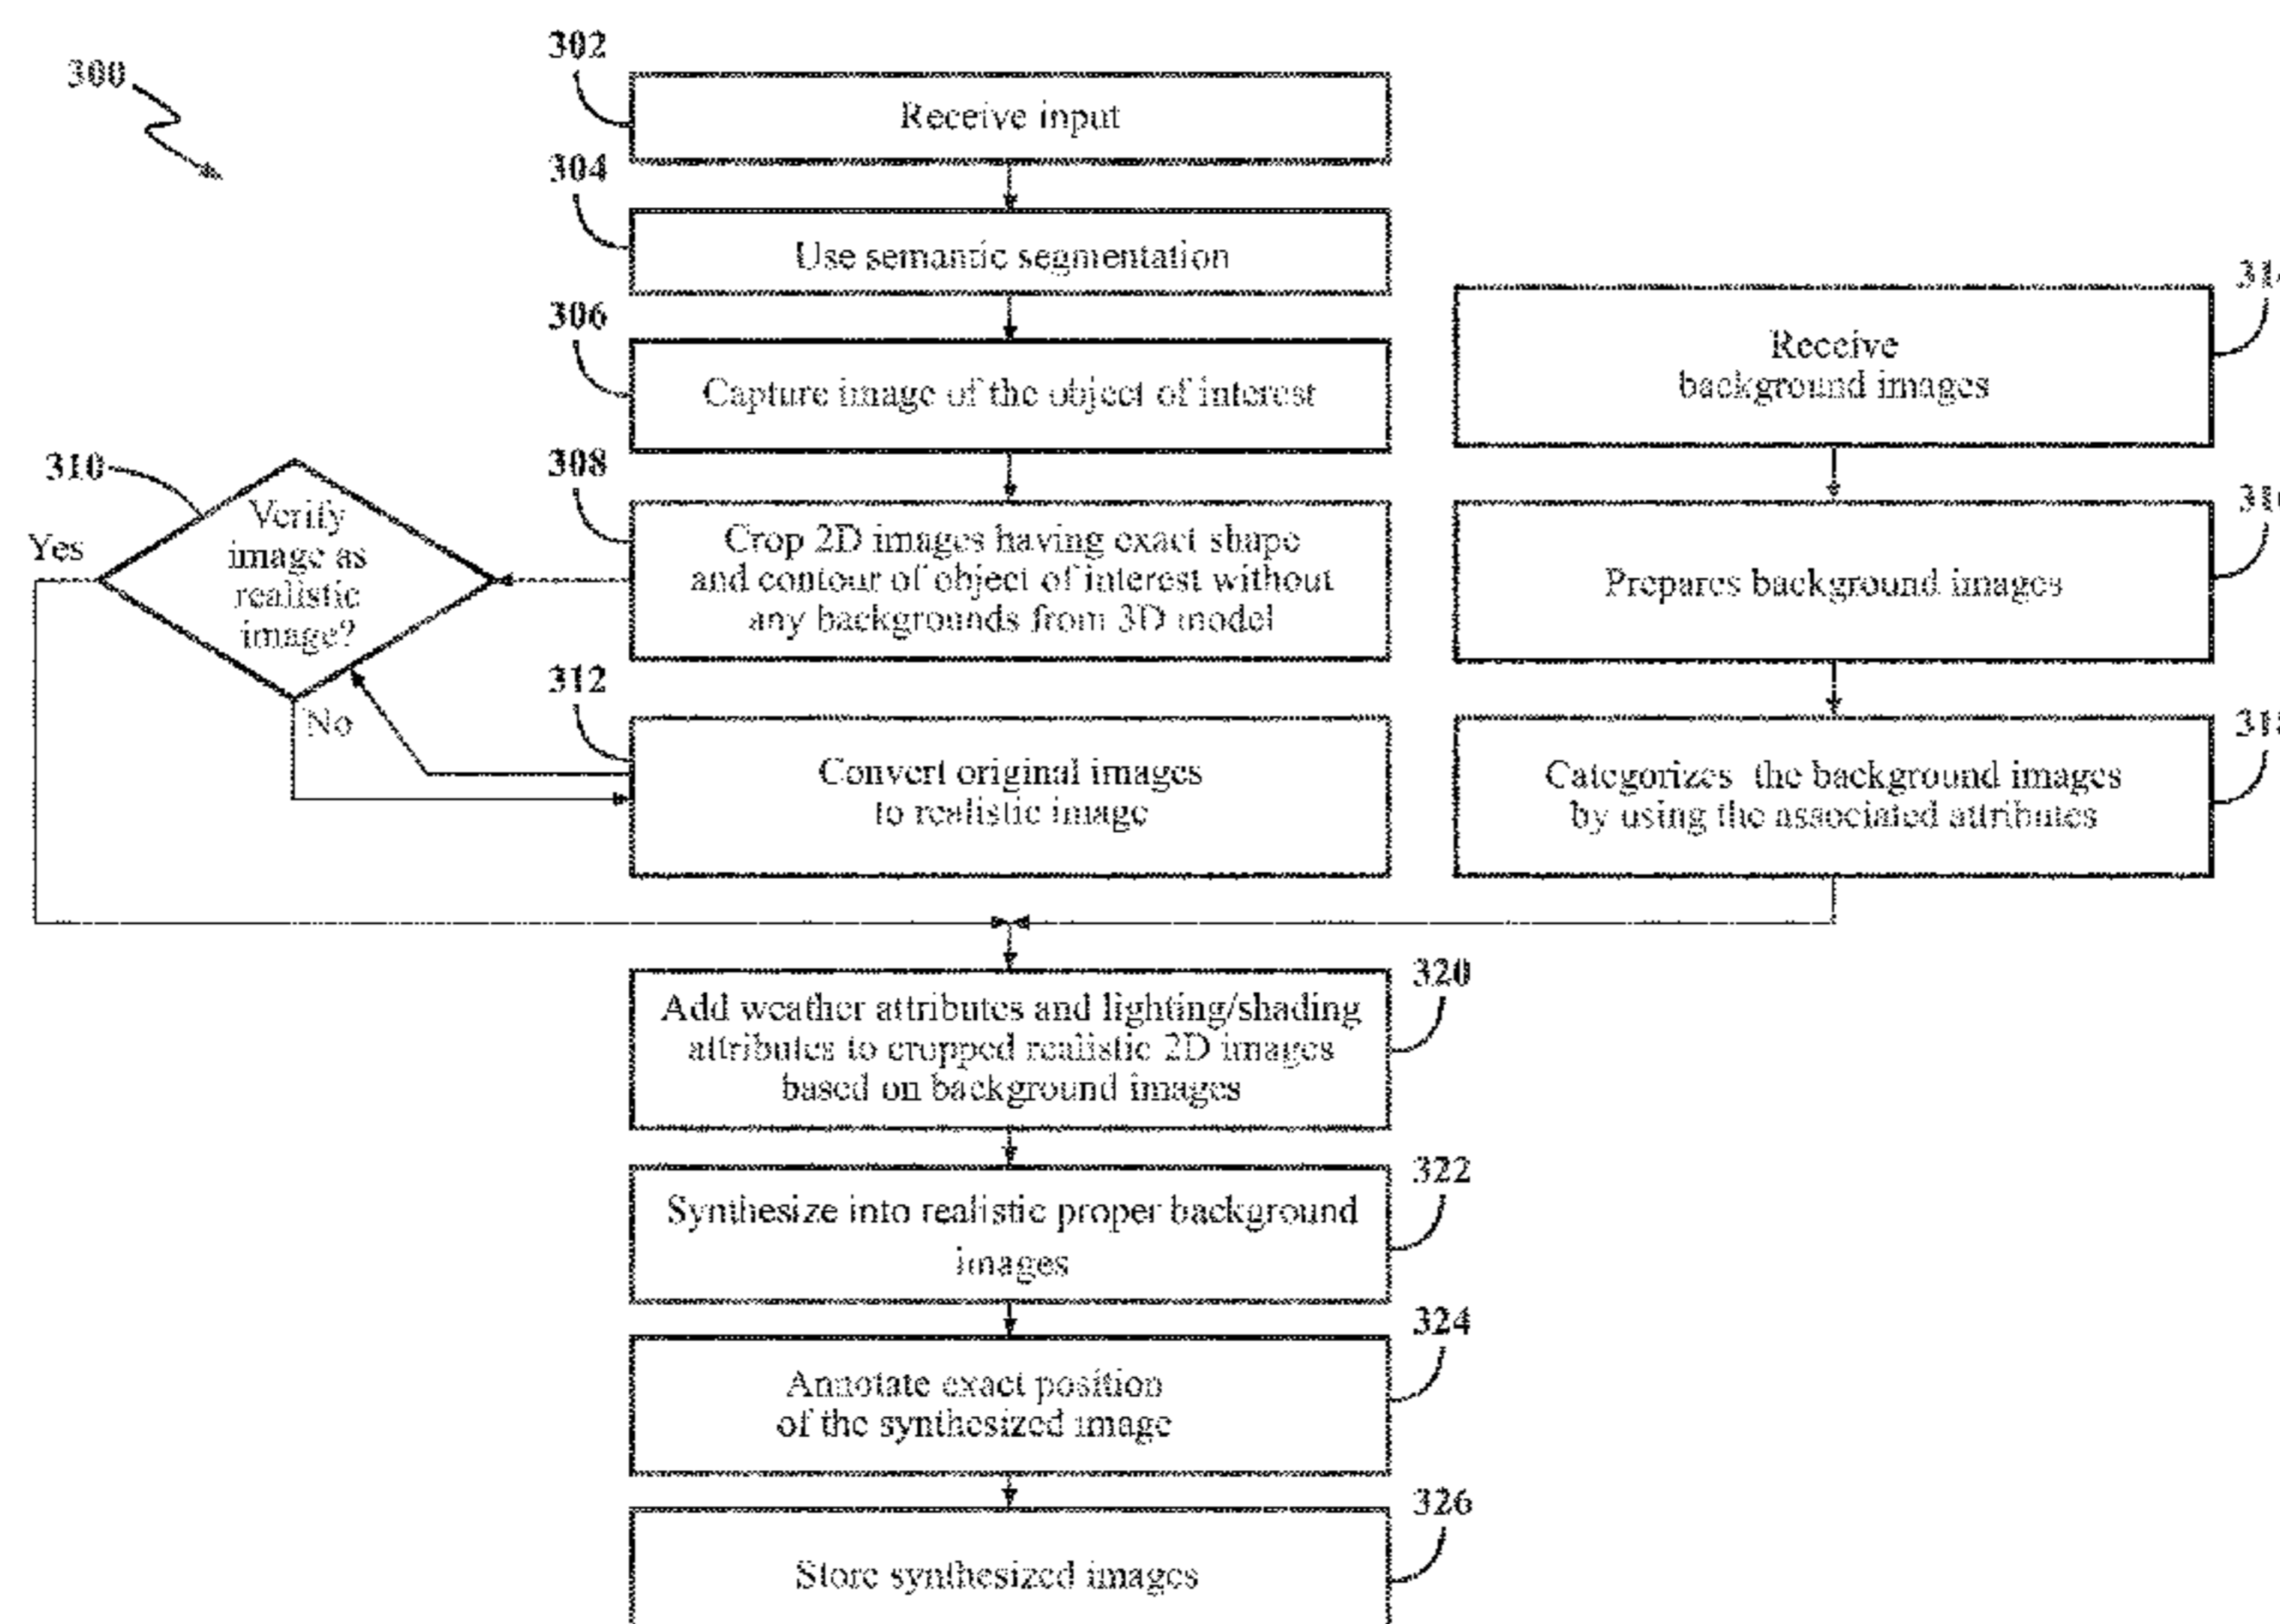 300
302
Receive input
304
Use semantic segmentation
306
Capture image of the object of interest
308
Crop 2D images having exact shape
and contour of object of interest without
any backgrounds from 3D model
310
Verify
image as
realistic
image?
Yes
No
312
Convert original images
to realistic image
Receive
background images
Prepares background images
Categorizes the background images
by using the associated attributes
320
Add weather attributes and lighting/shading
attributes to cropped realistic 2D images
based on background images
322
Synthesize into realistic proper background
images
324
Annotate exact position
of the synthesized image
326
Store synthesized images